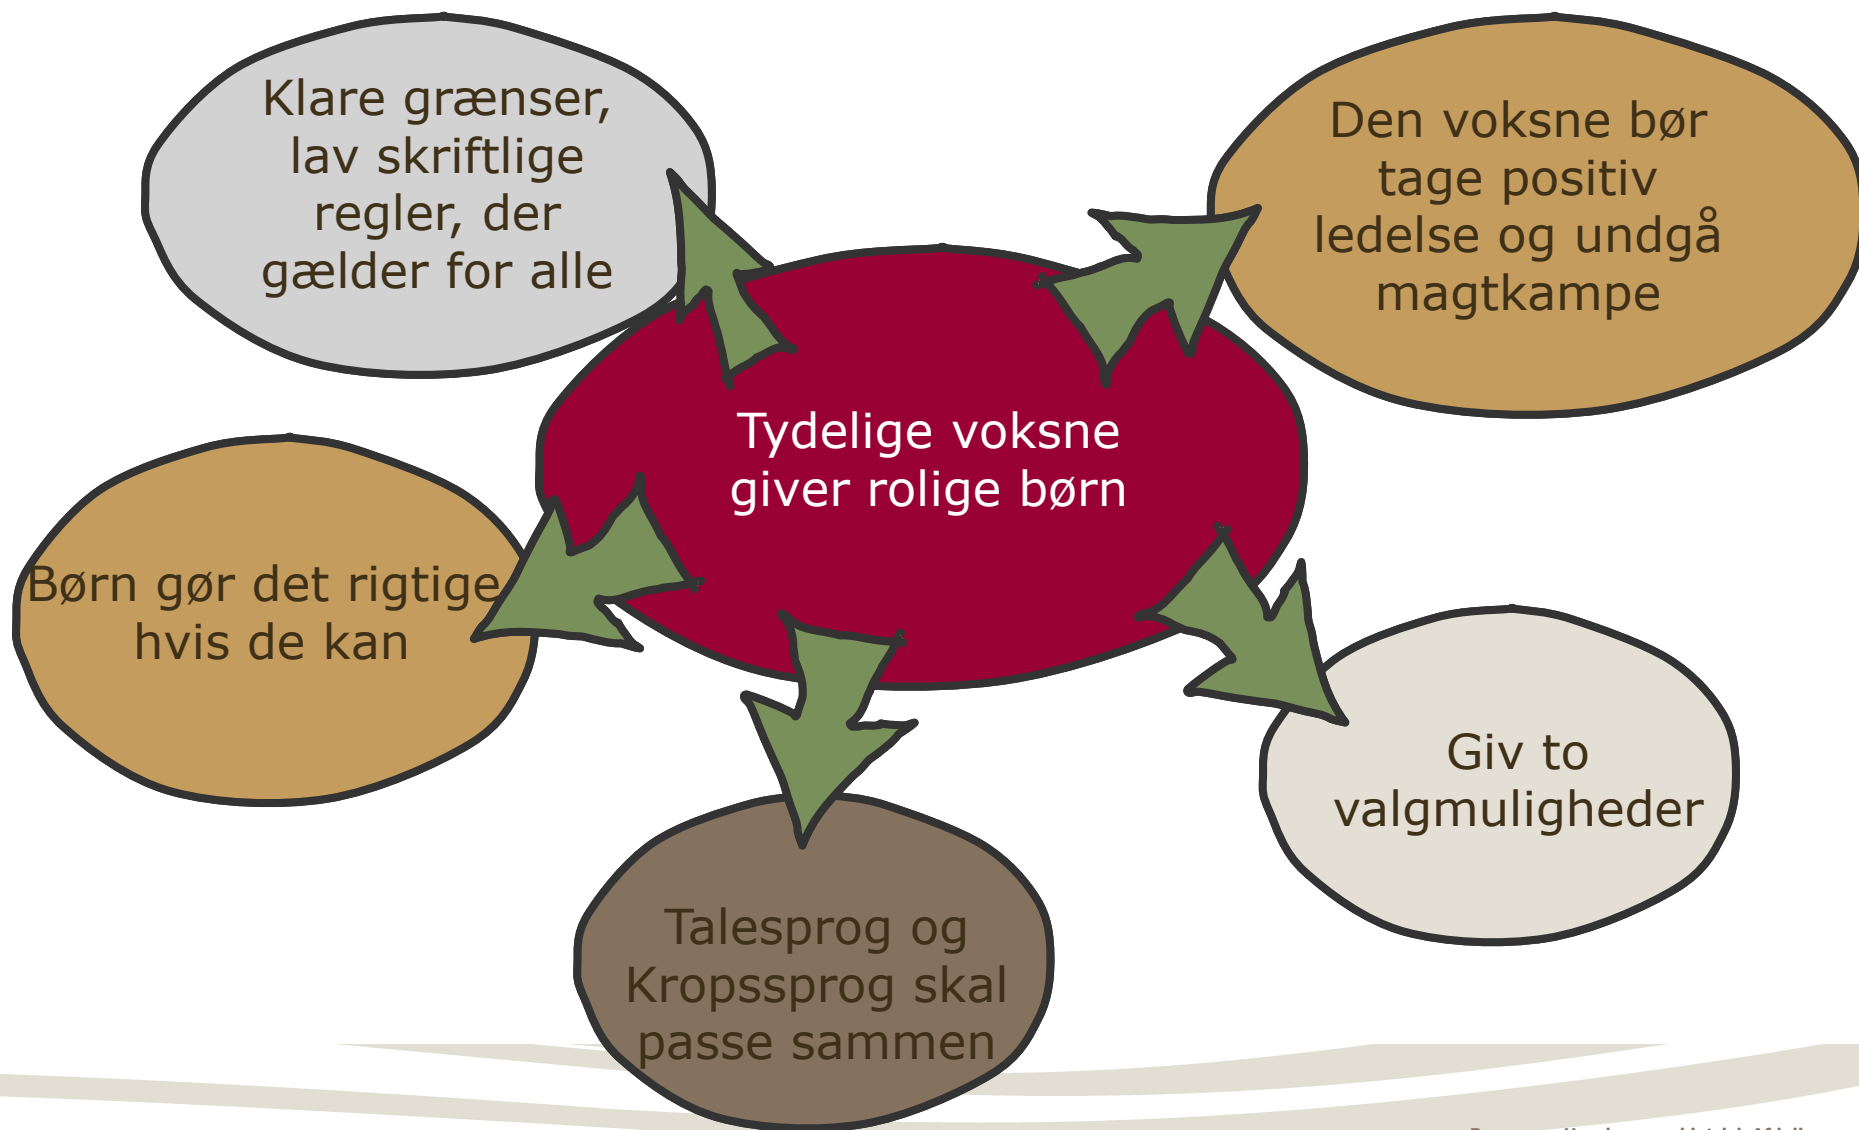 Klare grænser,
lav skriftlige
regler, der
gælder for alle
Den voksne bør
tage positiv
ledelse og undgå
magtkampe
Tydelige voksne
giver rolige børn
Børn gør det rigtige
hvis de kan
Giv to
valgmuligheder
Talesprog og
Kropssprog skal
passe sammen